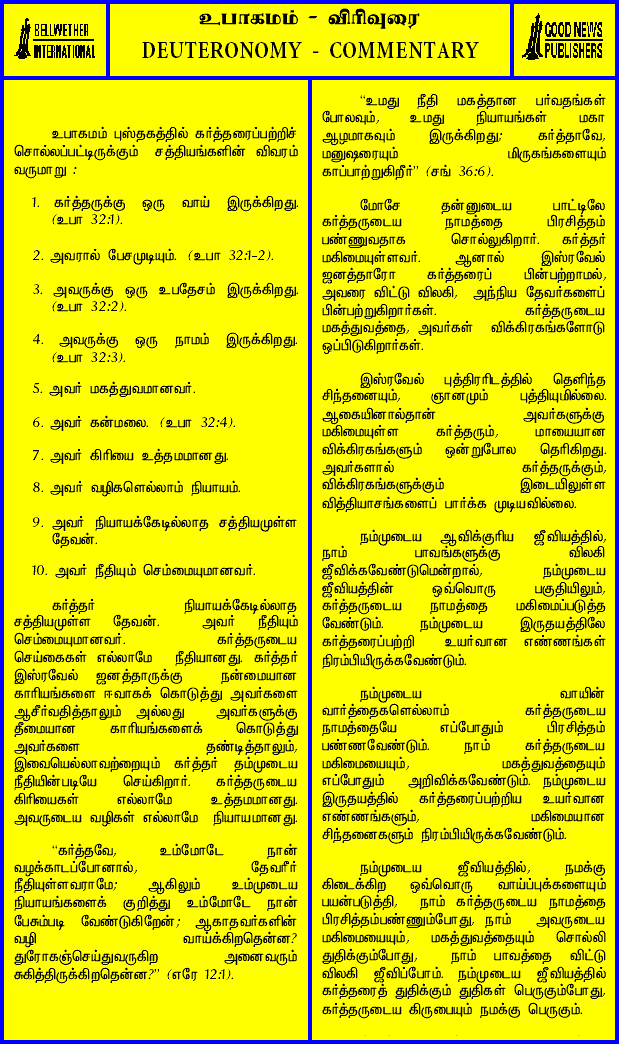 BELLWETHER
INTERNATIONAL
உபாகமம் - விரிவுரை
DEUTERONOMY - COMMENTARY
GOOD NEWS
PUBLISHERS
உபாகமம் புஸ்தகத்தில் கர்த்தரைப்பற்றிச்
சொல்லப்பட்டிருக்கும் சத்தியங்களின் விவரம்
வருமாறு :
1. கர்த்தருக்கு ஒரு வாய் இருக்கிறது.
(உபா 32:1).
2. அவரால் பேசமுடியும். (உபா 32:1-2).
3. அவருக்கு ஒரு உபதேசம் இருக்கிறது.
(உபா 32:2).
4. அவருக்கு ஒரு நாமம் இருக்கிறது.
(உபா 32:3).
5. அவர் மகத்துவமானவர்.
6. அவர் கன்மலை. (உபா 32:4).
7. அவர் கிரியை உத்தமமானது.
8. அவர் வழிகளெல்லாம் நியாயம்.
9. அவர் நியாயக்கேடில்லாத சத்தியமுள்ள
தேவன்.
10. அவர் நீதியும் செம்மையுமானவர்.
கர்த்தர் நியாயக்கேடில்லாத
சத்தியமுள்ள தேவன். அவர் நீதியும்
செம்மையுமானவர். கர்த்தருடைய
செய்கைகள் எல்லாமே நீதியானது. கர்த்தர்
இஸ்ரவேல் ஜனத்தாருக்கு நன்மையான
காரியங்களை ஈவாகக் கொடுத்து அவர்களை
ஆசீர்வதித்தாலும் அல்லது அவர்களுக்கு
தீமையான காரியங்களைக் கொடுத்து
அவர்களை தண்டித்தாலும்,
இவையெல்லாவற்றையும் கர்த்தர் தம்முடைய
நீதியின்படியே செய்கிறார். கர்த்தருடைய
கிரியைகள் எல்லாமே உத்தமமானது.
அவருடைய வழிகள் எல்லாமே நியாயமானது.
“கர்த்தவே, உம்மோடே நான்
வழக்காடப்போனால், தேவரீர்
நீதியுள்ளவராமே; ஆகிலும் உம்முடைய
நியாயங்களைக் குறித்து உம்மோடே நான்
பேசும்படி வேண்டுகிறேன்; ஆகாதவர்களின்
வழி வாய்க்கிறதென்ன?
துரோகஞ்செய்துவருகிற அனைவரும்
சுகித்திருக்கிறதென்ன?” (எரே 12:1).
“உமது நீதி மகத்தான பர்வதங்கள்
போலவும், உமது நியாயங்கள் மகா
ஆழமாகவும் இருக்கிறது; கர்த்தாவே,
மனுஷரையும் மிருகங்களையும்
காப்பாற்றுகிறீர்” (சங் 36:6).
மோசே தன்னுடைய பாட்டிலே
கர்த்தருடைய நாமத்தை பிரசித்தம்
பண்ணுவதாக சொல்லுகிறார். கர்த்தர்
மகிமையுள்ளவர். ஆனால் இஸ்ரவேல்
ஜனத்தாரோ கர்த்தரைப் பின்பற்றாமல்,
அவரை விட்டு விலகி, அந்நிய தேவர்களைப்
பின்பற்றுகிறார்கள். கர்த்தருடைய
மகத்துவத்தை, அவர்கள் விக்கிரகங்களோடு
ஒப்பிடுகிறார்கள்.
இஸ்ரவேல் புத்திரரிடத்தில் தெளிந்த
சிந்தனையும், ஞானமும் புத்தியுமில்லை.
ஆகையினால்தான் அவர்களுக்கு
மகிமையுள்ள கர்த்தரும், மாயையான
விக்கிரகங்களும் ஒன்றுபோல தெரிகிறது.
அவர்களால் கர்த்தருக்கும்,
விக்கிரகங்களுக்கும் இடையிலுள்ள
வித்தியாசங்களைப் பார்க்க முடியவில்லை.
நம்முடைய ஆவிக்குரிய ஜீவியத்தில்,
நாம் பாவங்களுக்கு விலகி
ஜீவிக்கவேண்டுமென்றால், நம்முடைய
ஜீவியத்தின் ஒவ்வொரு பகுதியிலும்,
கர்த்தருடைய நாமத்தை மகிமைப்படுத்த
வேண்டும். நம்முடைய இருதயத்திலே
கர்த்தரைப்பற்றி உயர்வான எண்ணங்கள்
நிரம்பியிருக்கவேண்டும்.
நம்முடைய வாயின்
வார்த்தைகளெல்லாம் கர்த்தருடைய
நாமத்தையே எப்போதும் பிரசித்தம்
பண்ணவேண்டும். நாம் கர்த்தருடைய
மகிமையையும், மகத்துவத்தையும்
எப்போதும் அறிவிக்கவேண்டும். நம்முடைய
இருதயத்தில் கர்த்தரைப்பற்றிய உயர்வான
எண்ணங்களும், மகிமையான
சிந்தனைகளும் நிரம்பியிருக்கவேண்டும்.
நம்முடைய ஜீவியத்தில், நமக்கு
கிடைக்கிற ஒவ்வொரு வாய்ப்புக்களையும்
பயன்படுத்தி, நாம் கர்த்தருடைய நாமத்தை
பிரசித்தம்பண்ணும்போது, நாம் அவருடைய
மகிமையையும், மகத்துவத்தையும் சொல்லி
துதிக்கும்போது, நாம் பாவத்தை விட்டு
விலகி ஜீவிப்போம். நம்முடைய ஜீவியத்தில்
கர்த்தரைத் துதிக்கும் துதிகள் பெருகும்போது,
கர்த்தருடைய கிருபையும் நமக்கு பெருகும்.